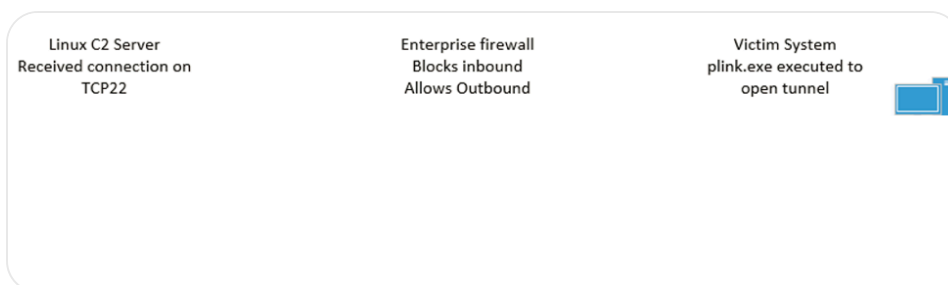 Linux C2 Server
Received connection on
TCP22
Enterprise firewall
Blocks inbound
Allows Outbound
Victim System
plink.exe executed to
open tunnel